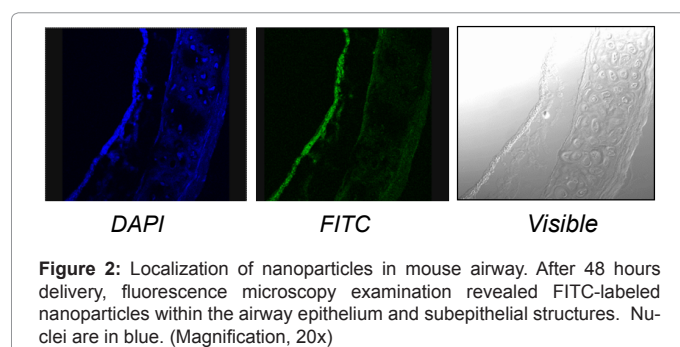 DAPI
FITC
Visible
Figure 2: Localization of nanoparticles in mouse airway. After 48 hours
delivery, fluorescence microscopy examination revealed FITC-labeled
nanoparticles within the airway epithelium and subepithelial structures. Nu-
clei are in blue. (Magnification, 20x)